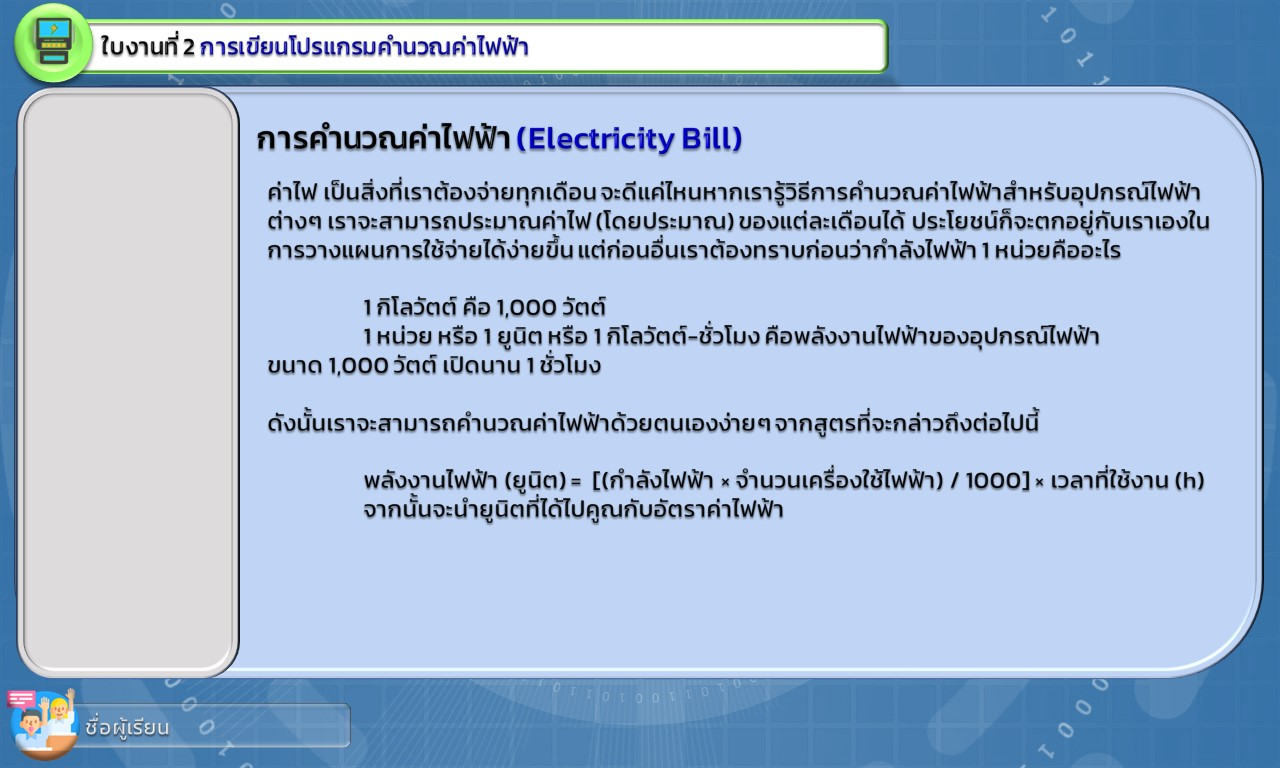 ใบงานที่ 2 การเขียนโปรแกรมคำนวณค่าไฟฟ้า
การคำนวณค่าไฟฟ้า (Electricity Bill)
ค่าไฟ เป็นสิ่งที่เราต้องจ่ายทุกเดือน จะดีแค่ไหนหากเรารู้วิธีการคำนวณค่าไฟฟ้าสำหรับอุปกรณ์ไฟฟ้า
ต่างๆ เราจะสามารถประมาณค่าไฟ (โดยประมาณ) ของแต่ละเดือนได้ ประโยชน์ก็จะตกอยู่กับเราเองใน
การวางแผนการใช้จ่ายได้ง่ายขึ้น แต่ก่อนอื่นเราต้องทราบก่อนว่ากำลังไฟฟ้า 1 หน่วยคืออะไร
1 กิโลวัตต์ คือ 1,000 วัตต์
1 หน่วย หรือ 1 ยูนิต หรือ 1 กิโลวัตต์-ชั่วโมง คือพลังงานไฟฟ้าของอุปกรณ์ไฟฟ้า
ขนาด 1,000 วัตต์ เปิดนาน 1 ชั่วโมง
ดังนั้นเราจะสามารถคำนวณค่าไฟฟ้าด้วยตนเองง่ายๆ จากสูตรที่จะกล่าวถึงต่อไปนี้
พลังงานไฟฟ้า (ยูนิต) = [(กำลังไฟฟ้า × จำนวนเครื่องใช้ไฟฟ้า) / 1000] × เวลาที่ใช้งาน (h)
จากนั้นจะนำยูนิตที่ได้ไปคูณกับอัตราค่าไฟฟ้า
ชื่อผู้เรียน